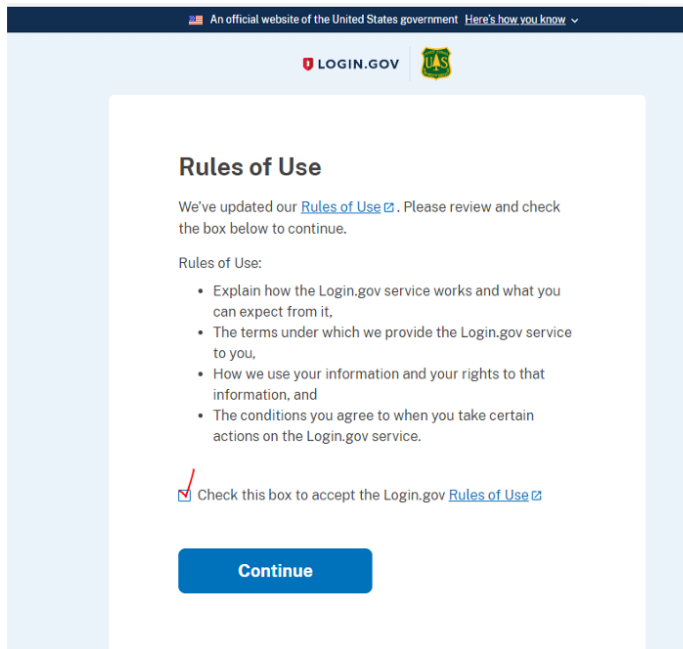 An official website of the United States government Here's how you know
LOGIN.GOV UAS
Rules of Use
We've updated our Rules of Use. Please review and check
the box below to continue.
Rules of Use:
• Explain how the Login.gov service works and what you
can expect from it,
• The terms under which we provide the Login.gov service
to you,
• How we use your information and your rights to that
information, and
• The conditions you agree to when you take certain
actions on the Login.gov service.
Check this box to accept the Login.gov Rules of Use
Continue